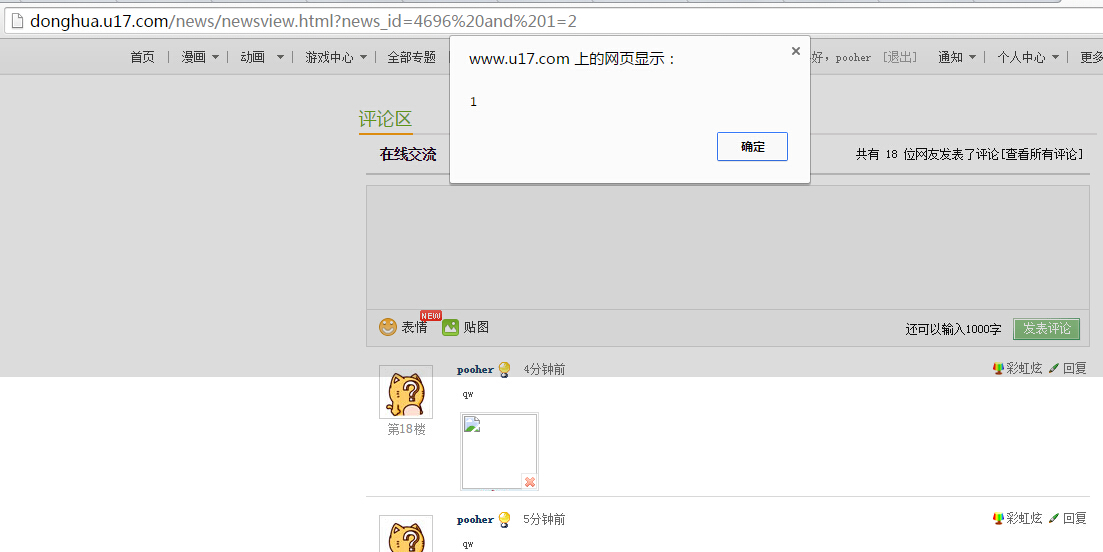 donghua.u17.com/news/newsview.html?news_id=4696%20and%201=2
首页 漫画 动画 游戏中心 全部专题 好，pooher [退出] 通知 个人中心 更多
www.u17.com 上的网页显示：
1
确定
评论区
在线交流 共有 18 位网友发表了评论[查看所有评论]
NEW
表情 贴图 还可以输入1000字 发表评论
pooher 4分钟前 彩虹炫 回复
qw
第18楼
pooher 5分钟前 彩虹炫 回复
qw